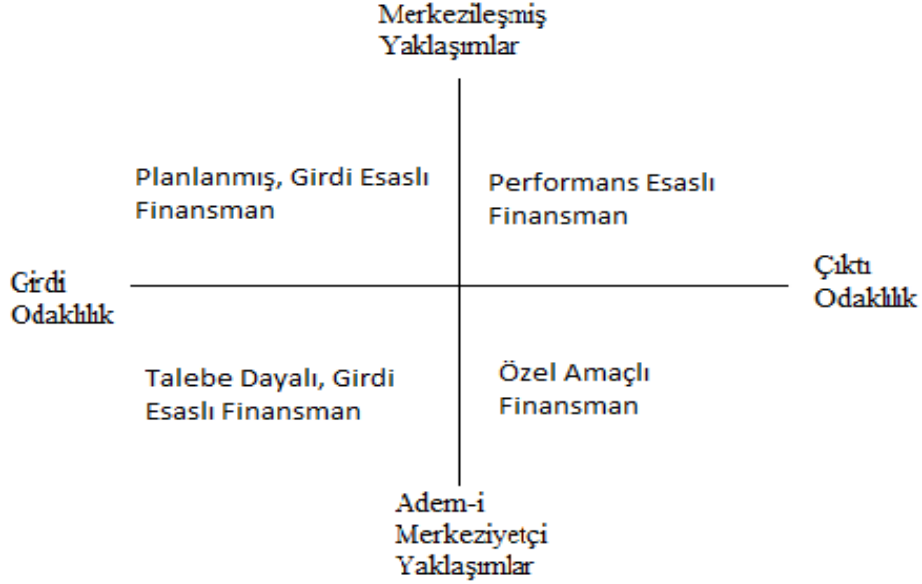 Merkezileşmiş
Yaklaşımlar
Planlanmış, Girdi Esaslı
Finansman
Performans Esaslı
Finansman
Girdi
Odaklılık
Çıktı
Odaklılık
Talebe Dayalı, Girdi
Esaslı Finansman
Özel Amaçlı
Finansman
Adem-i
Merkeziyetçi
Yaklaşımlar